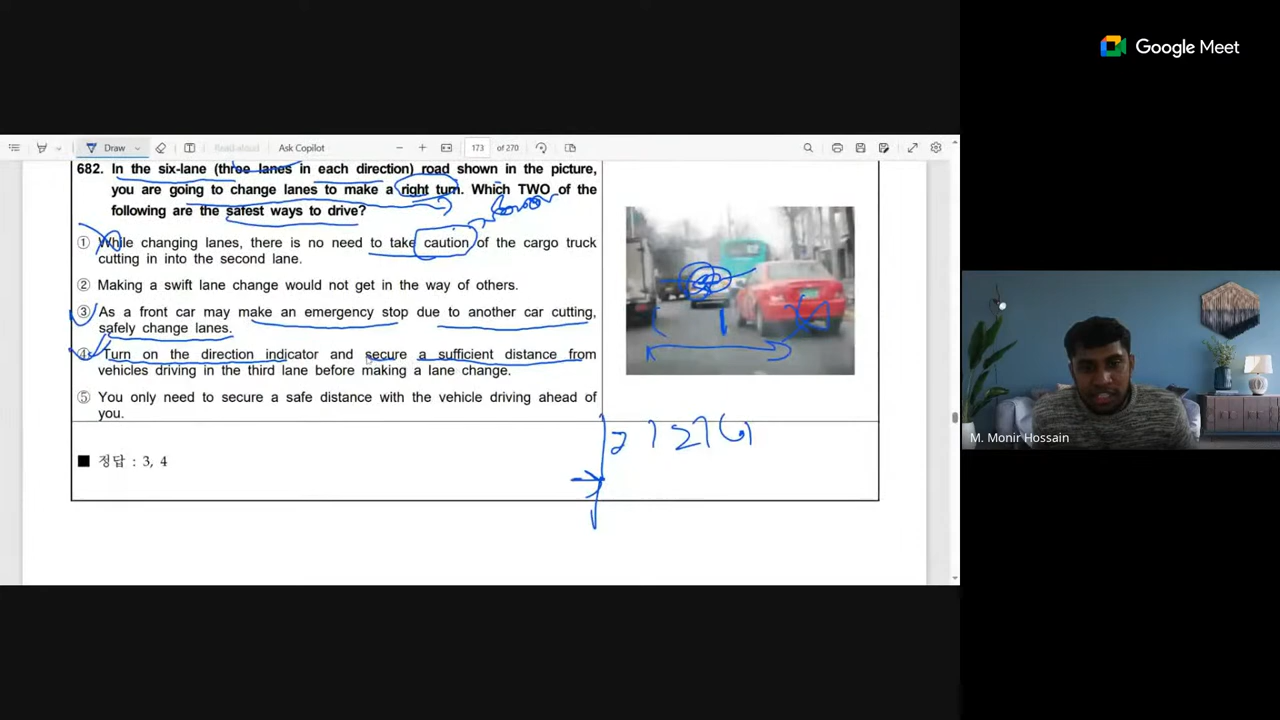 Google Meet
Draw
Read aloud
Ask Copilot
173
of 270
682. In the six-lane (three lanes in each direction) road shown in the picture,
you are going to change lanes to make a right turn. Which TWO of the
following are the safest ways to drive?
① While changing lanes, there is no need to take caution of the cargo truck
cutting in into the second lane.
② Making a swift lane change would not get in the way of others.
③ As a front car may make an emergency stop due to another car cutting,
safely change lanes.
④ Turn on the direction indicator and secure a sufficient distance from
vehicles driving in the third lane before making a lane change.
⑤ You only need to secure a safe distance with the vehicle driving ahead of
you.
■ 정답 : 3, 4
M. Monir Hossain